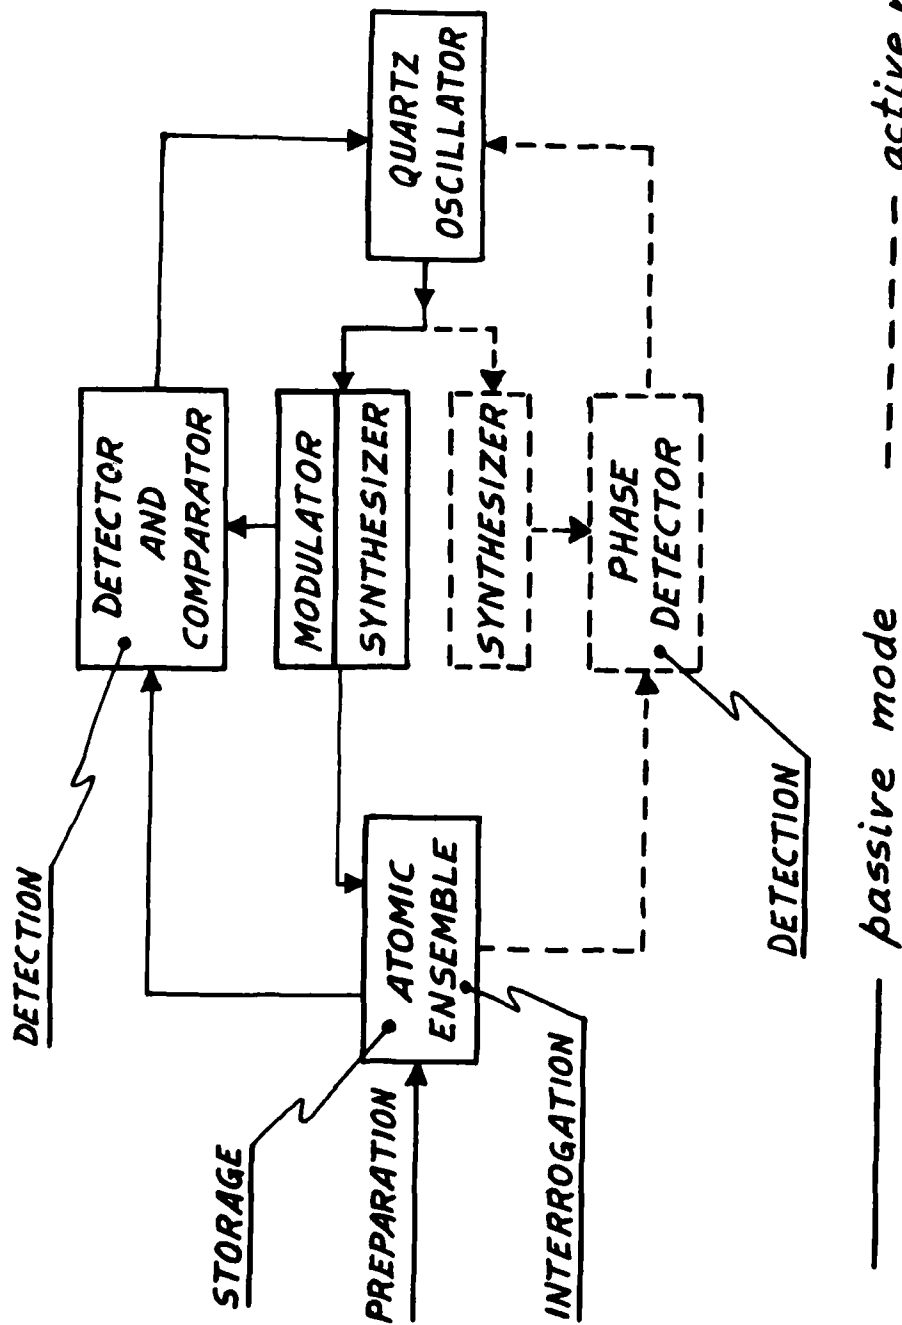 DETECTION
DETECTOR
AND
COMPARATOR
STORAGE
MODULATOR
SYNTHESIZER
PREPARATION
ATOMIC
ENSEMBLE
QUARTZ
OSCILLATOR
SYNTHESIZER
INTERROGATION
PHASE
DETECTOR
DETECTION
passive mode
active